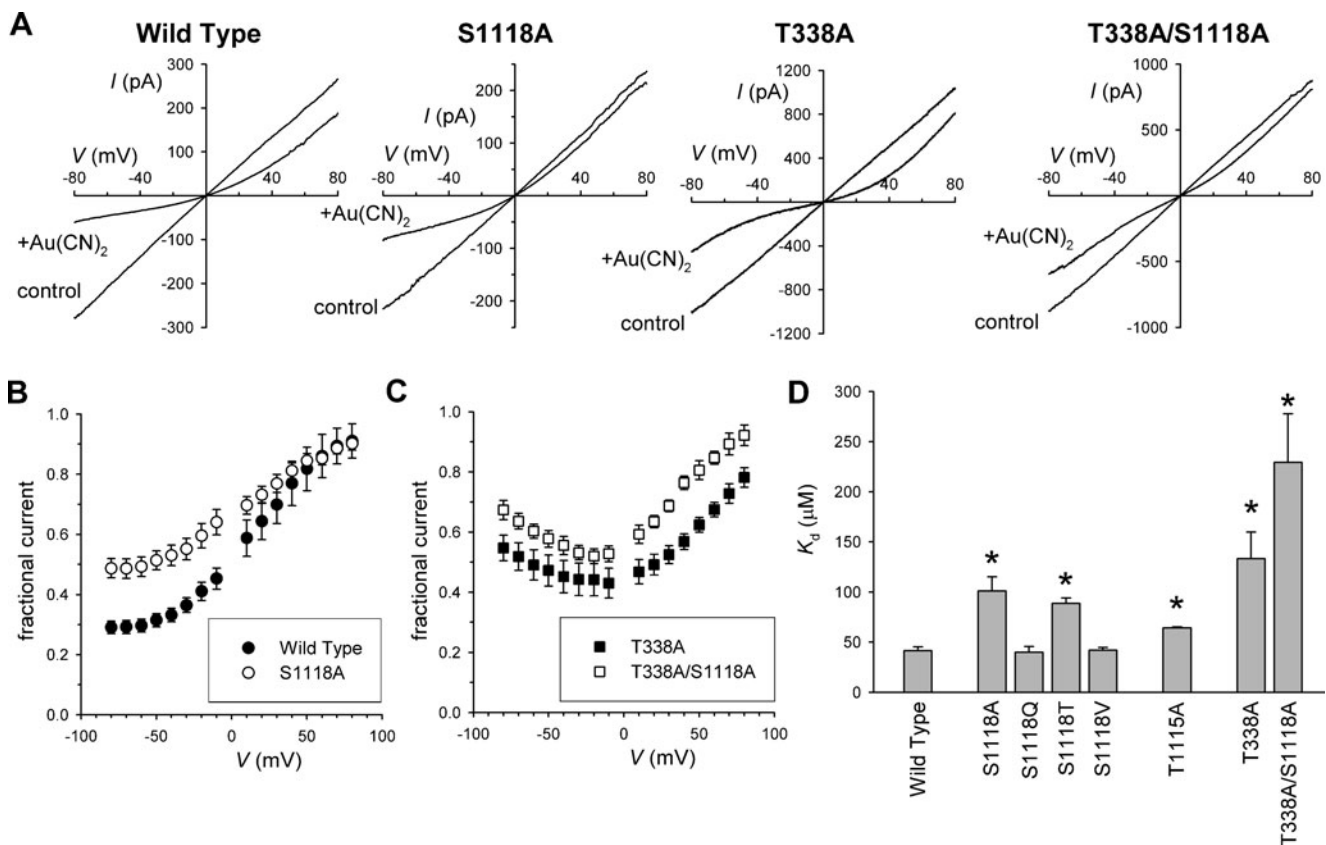 A
Wild Type
S1118A
T338A
T338A/S1118A
I (pA)
V (mV)
300
200
100
-100
-200
-300
-80
-40
40
80
+Au(CN)2
control
I (pA)
V (mV)
200
100
-100
-200
-80
-40
40
80
+Au(CN)2
control
I (pA)
V (mV)
1200
800
400
-400
-800
-1200
-80
-40
40
80
+Au(CN)2
control
I (pA)
V (mV)
1000
500
-500
-1000
-80
-40
40
80
+Au(CN)2
control
B
fractional current
1.0
0.8
0.6
0.4
0.2
0.0
-100
-50
0
50
100
V (mV)
Wild Type
S1118A
C
fractional current
1.0
0.8
0.6
0.4
0.2
0.0
-100
-50
0
50
100
V (mV)
T338A
T338A/S1118A
D
Kd (μM)
300
250
200
150
100
50
0
*
*
*
*
*
Wild Type
S1118A
S1118Q
S1118T
S1118V
T1115A
T338A
T338A/S1118A